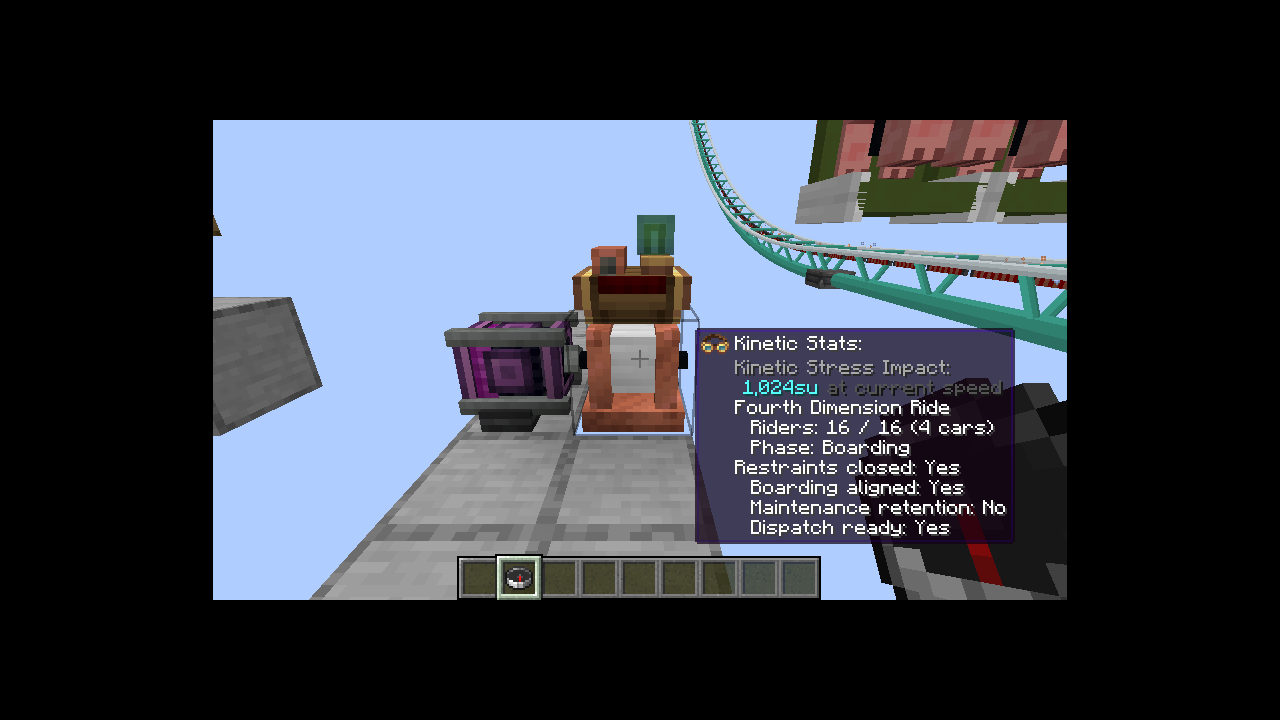 Kinetic Stats:
Kinetic Stress Impact:
1,024su at current speed
Fourth Dimension Ride
Riders: 16 / 16 (4 cars)
Phase: Boarding
Restraints closed: Yes
Boarding aligned: Yes
Maintenance retention: No
Dispatch ready: Yes